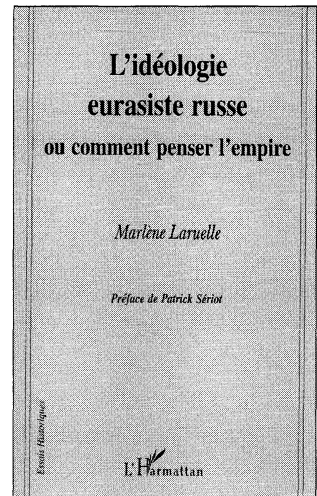 L'idéologie
eurasiste russe
ou comment penser l'empire
Marlène Laruelle
Préface de Patrick Sériot
Essais Historiques
L'Harmattan